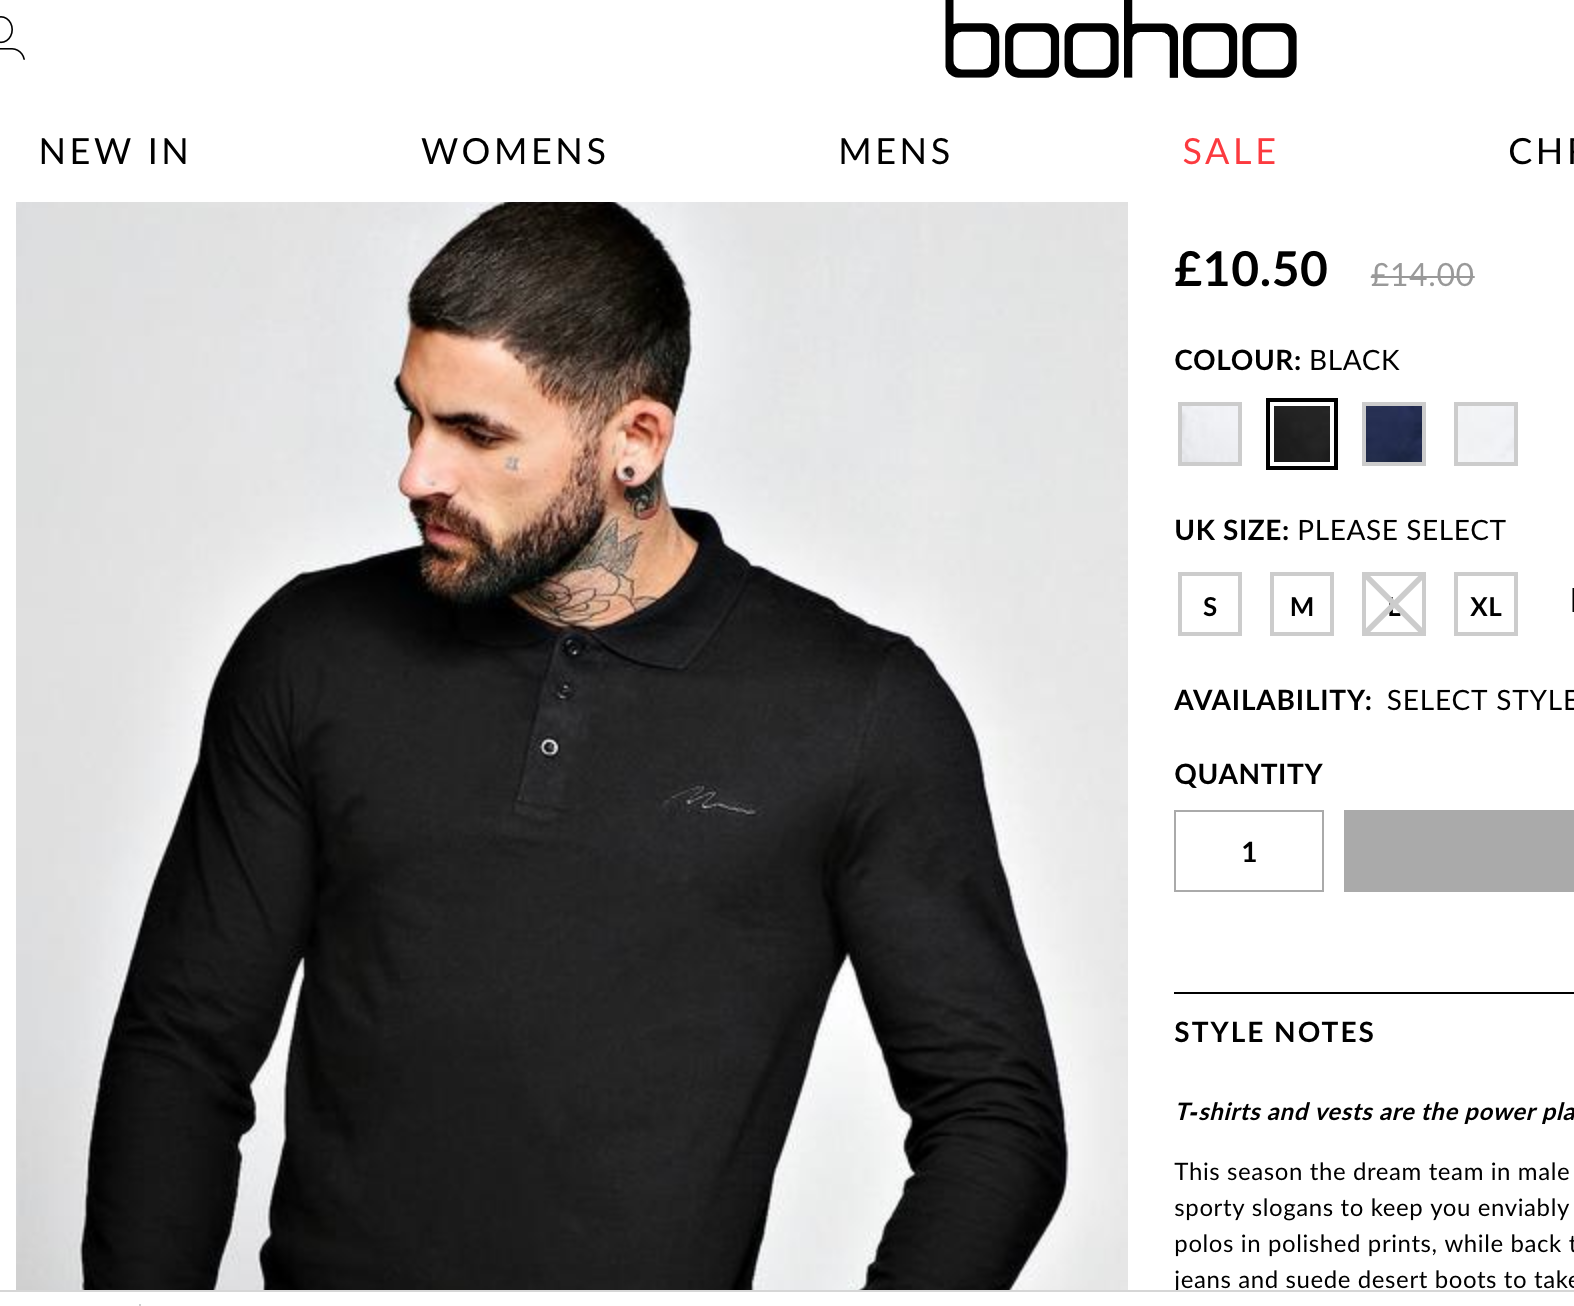 boohoo
NEW IN WOMENS MENS SALE CHR
£10.50 £14.00
COLOUR: BLACK
UK SIZE: PLEASE SELECT
S M L XL
AVAILABILITY: SELECT STYLE
QUANTITY
1
STYLE NOTES
T-shirts and vests are the power pla
This season the dream team in male
sporty slogans to keep you enviably
polos in polished prints, while back t
jeans and suede desert boots to take